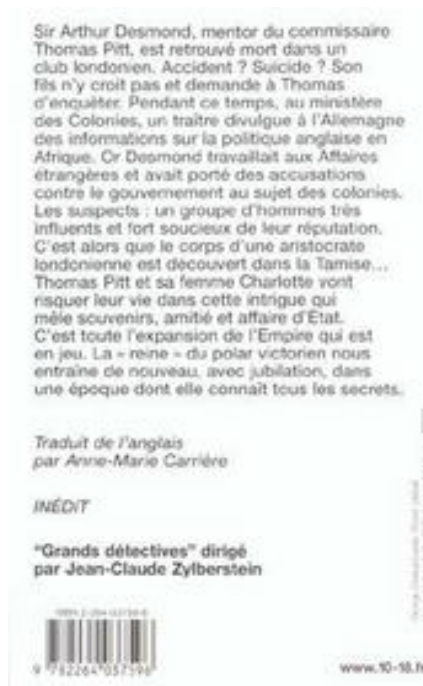 Sir Arthur Desmond, mentor du commissaire
Thomas Pitt, est retrouvé mort dans un
club londonien. Accident ? Suicide ? Son
fils n'y croit pas et demande à Thomas
d'enquêter. Pendant ce temps, au ministère
des Colonies, un traître divulgue à l'Allemagne
des informations sur la politique anglaise en
Afrique. Or Desmond travaillait aux Affaires
étrangères et avait porté des accusations
contre le gouvernement au sujet des colonies.
Les suspects : un groupe d'hommes très
influents et fort soucieux de leur réputation.
C'est alors que le corps d'une aristocrate
londonienne est découvert dans la Tamise...
Thomas Pitt et sa femme Charlotte vont
risquer leur vie dans cette intrigue qui
mêle souvenirs, amitié et affaire d'État.
C'est toute l'expansion de l'Empire qui est
en jeu. La « reine » du polar victorien nous
entraîne de nouveau, avec jubilation, dans
une époque dont elle connaît tous les secrets.
Traduit de l'anglais
par Anne-Marie Carrière
INÉDIT
"Grands détectives" dirigé
par Jean-Claude Zylberstein
9 782264 037596
www.10-18.fr